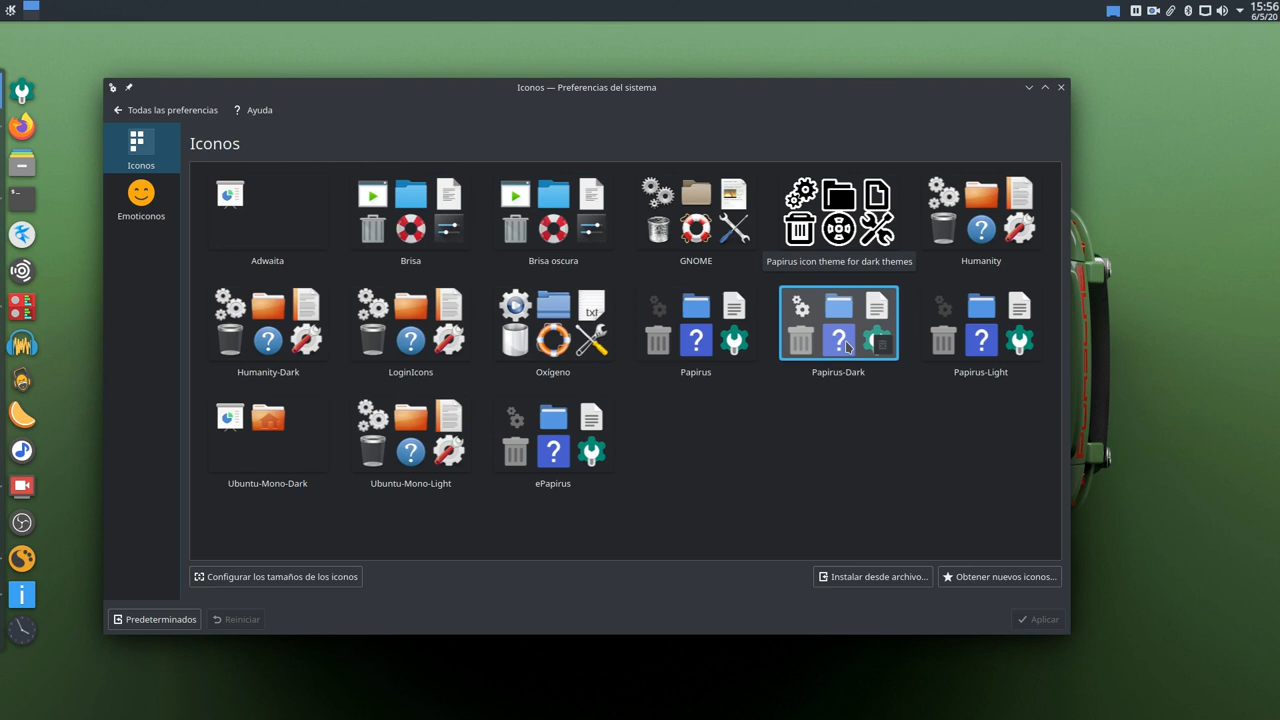 15:56
6/5/20
Iconos — Preferencias del sistema
Todas las preferencias
? Ayuda
Iconos
Iconos
Emoticonos
Adwaita
Brisa
Brisa oscura
GNOME
Papirus icon theme for dark themes
Humanity
txt
Humanity-Dark
LoginIcons
Oxígeno
Papirus
Papirus-Dark
Papirus-Light
Ubuntu-Mono-Dark
Ubuntu-Mono-Light
ePapirus
Configurar los tamaños de los iconos
Instalar desde archivo...
Obtener nuevos iconos...
Predeterminados
Reiniciar
Aplicar